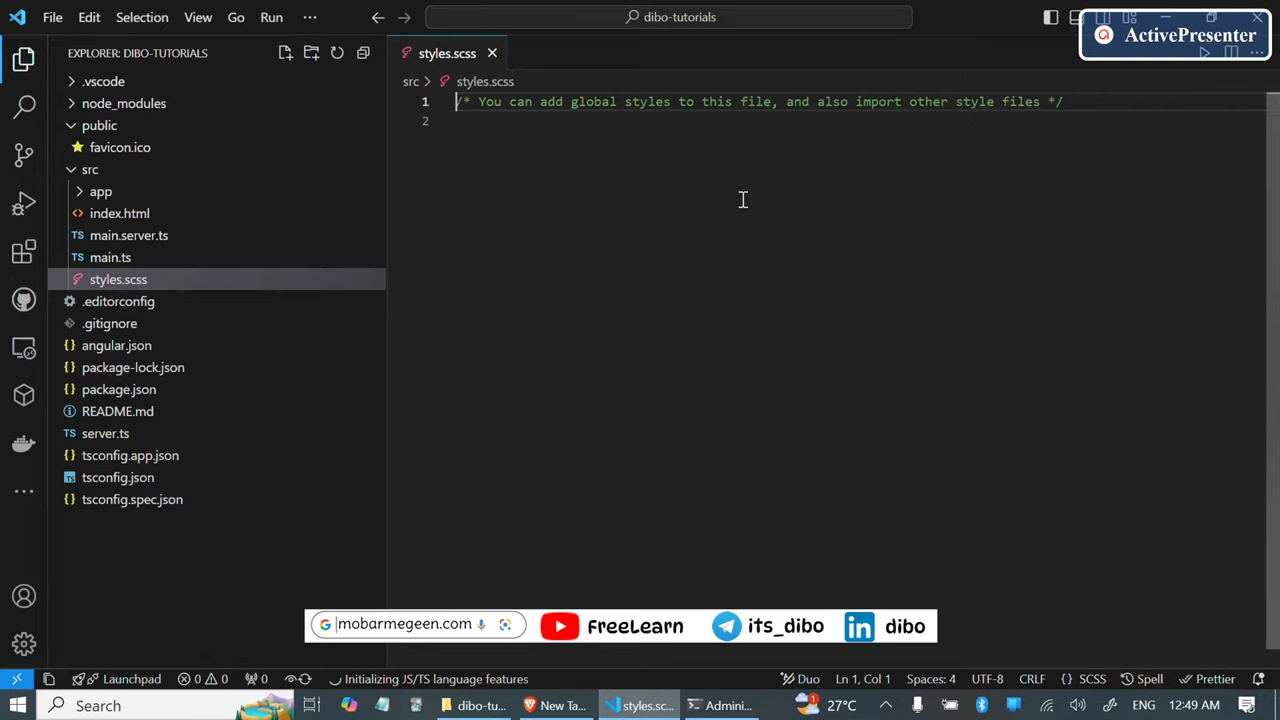 File Edit Selection View Go Run ··· dibo-tutorials
ActivePresenter
EXPLORER: DIBO-TUTORIALS
styles.scss
.vscode
node_modules
public
favicon.ico
src
app
index.html
main.server.ts
main.ts
styles.scss
.editorconfig
.gitignore
angular.json
package-lock.json
package.json
README.md
server.ts
tsconfig.app.json
tsconfig.json
tsconfig.spec.json
src styles.scss
1 /* You can add global styles to this file, and also import other style files */
2
mobarmegeen.com FreeLearn its_dibo dibo
Launchpad 0 0 0 Initializing JS/TS language features Duo Ln 1, Col 1 Spaces: 4 UTF-8 CRLF {} SCSS Spell Prettier
Search dibo-tu... New Ta... styles.sc... Admini... 1 27°C ENG 12:49 AM